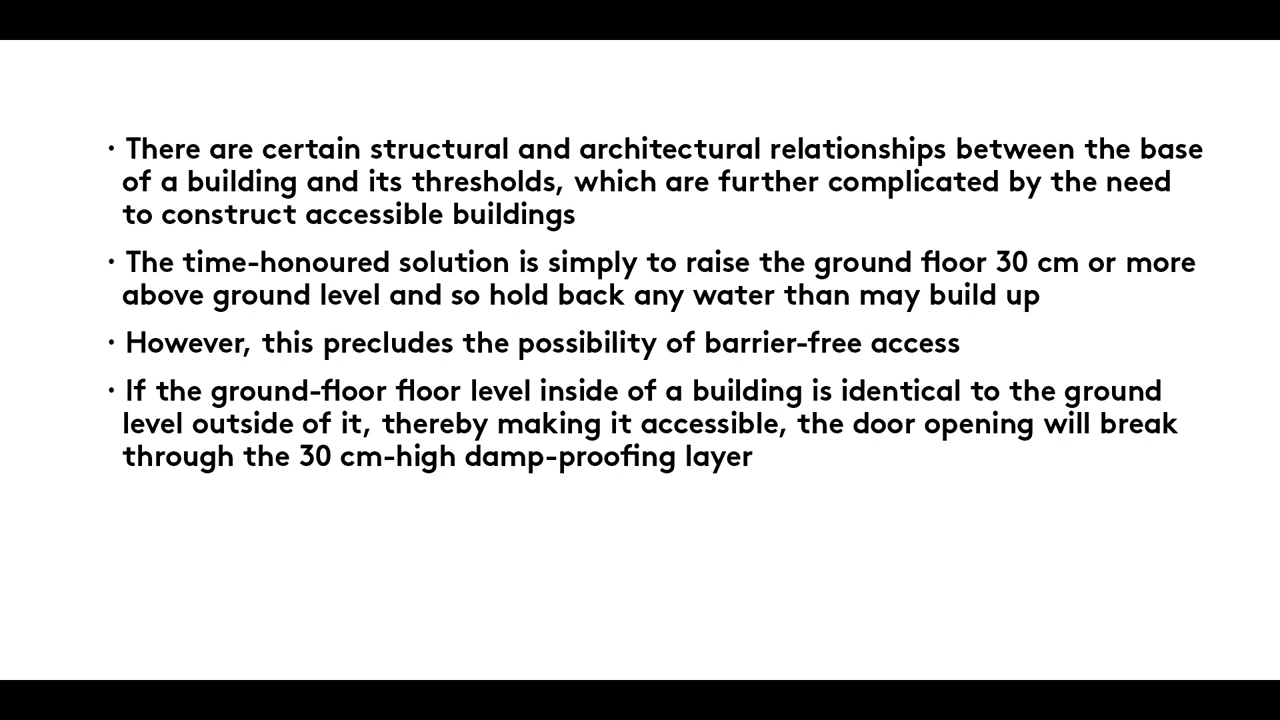 · There are certain structural and architectural relationships between the base
of a building and its thresholds, which are further complicated by the need
to construct accessible buildings
· The time-honoured solution is simply to raise the ground floor 30 cm or more
above ground level and so hold back any water than may build up
· However, this precludes the possibility of barrier-free access
· If the ground-floor floor level inside of a building is identical to the ground
level outside of it, thereby making it accessible, the door opening will break
through the 30 cm-high damp-proofing layer